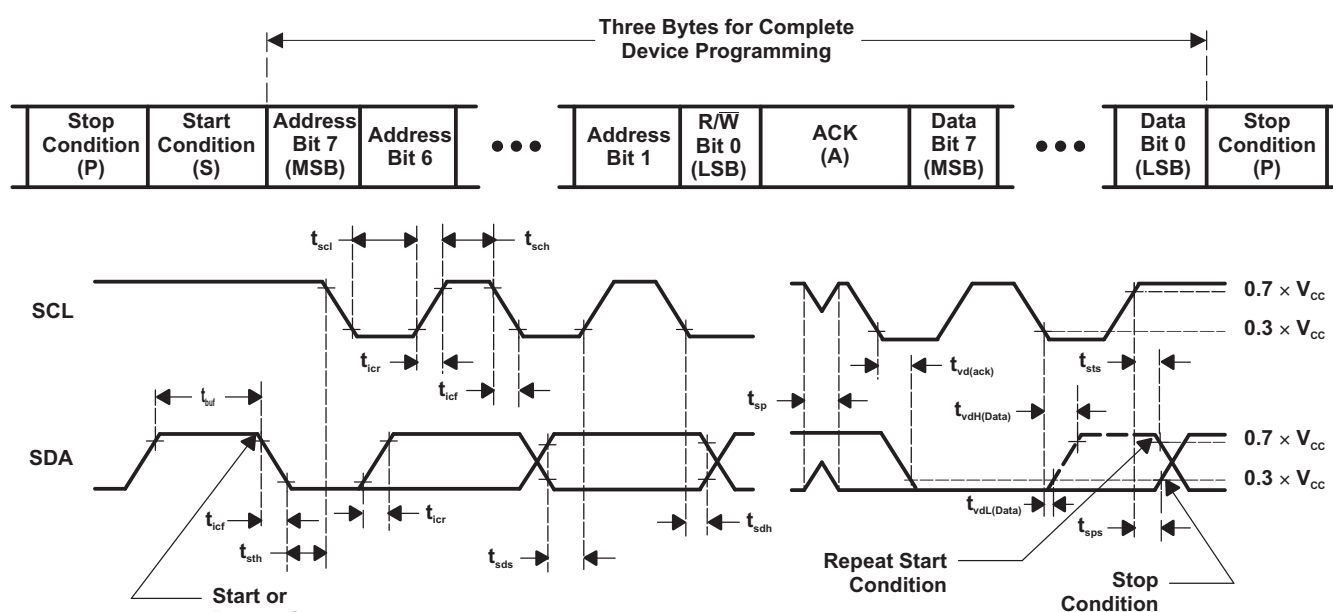 Three Bytes for Complete
Device Programming
Stop
Condition
(P)
Start
Condition
(S)
Address
Bit 7
(MSB)
Address
Bit 6
•••
Address
Bit 1
R/W̅
Bit 0
(LSB)
ACK
(A)
Data
Bit 7
(MSB)
•••
Data
Bit 0
(LSB)
Stop
Condition
(P)
tscl
tsch
SCL
0.7 × VCC
0.3 × VCC
ticr
ticf
tvd(ack)
tsts
tbuf
tsp
tvdH(Data)
SDA
0.7 × VCC
0.3 × VCC
ticf
ticr
tsth
tsds
tsdh
tvdL(Data)
tsps
Repeat Start
Condition
Stop
Condition
Start or